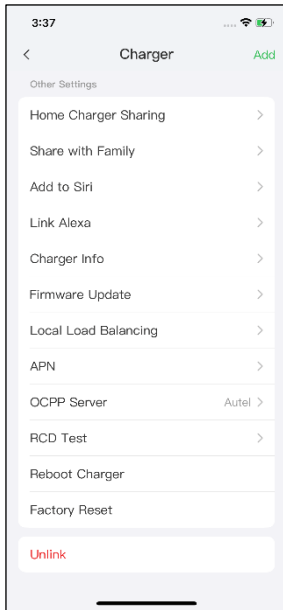 3:37
Charger
Add
Other Settings
Home Charger Sharing
Share with Family
Add to Siri
Link Alexa
Charger Info
Firmware Update
Local Load Balancing
APN
OCPP Server
Autel
RCD Test
Reboot Charger
Factory Reset
Unlink